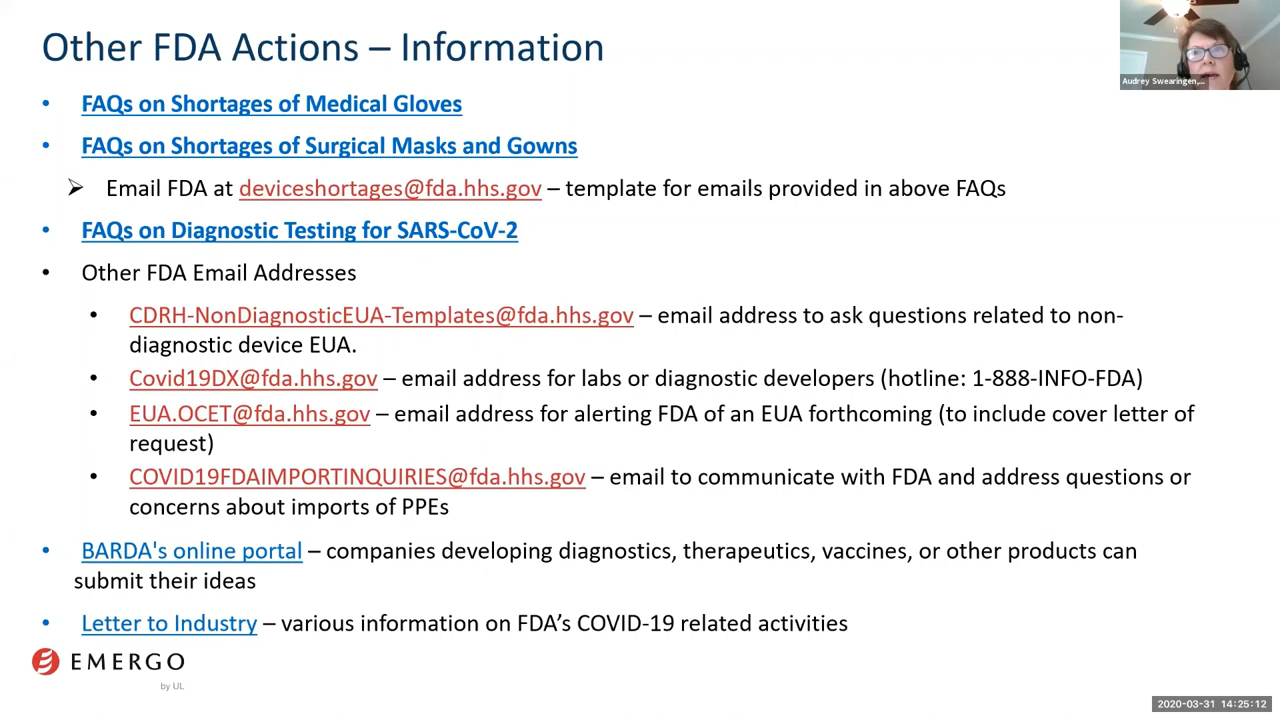 Other FDA Actions – Information
Audrey Swearingen,...
• FAQs on Shortages of Medical Gloves
• FAQs on Shortages of Surgical Masks and Gowns
➢ Email FDA at deviceshortages@fda.hhs.gov – template for emails provided in above FAQs
• FAQs on Diagnostic Testing for SARS-CoV-2
• Other FDA Email Addresses
• CDRH-NonDiagnosticEUA-Templates@fda.hhs.gov – email address to ask questions related to non-
diagnostic device EUA.
• Covid19DX@fda.hhs.gov – email address for labs or diagnostic developers (hotline: 1-888-INFO-FDA)
• EUA.OCET@fda.hhs.gov – email address for alerting FDA of an EUA forthcoming (to include cover letter of
request)
• COVID19FDAIMPORTINQUIRIES@fda.hhs.gov – email to communicate with FDA and address questions or
concerns about imports of PPEs
• BARDA's online portal – companies developing diagnostics, therapeutics, vaccines, or other products can
submit their ideas
• Letter to Industry – various information on FDA’s COVID-19 related activities
EMERGO
by UL
2020-03-31 14:25:12